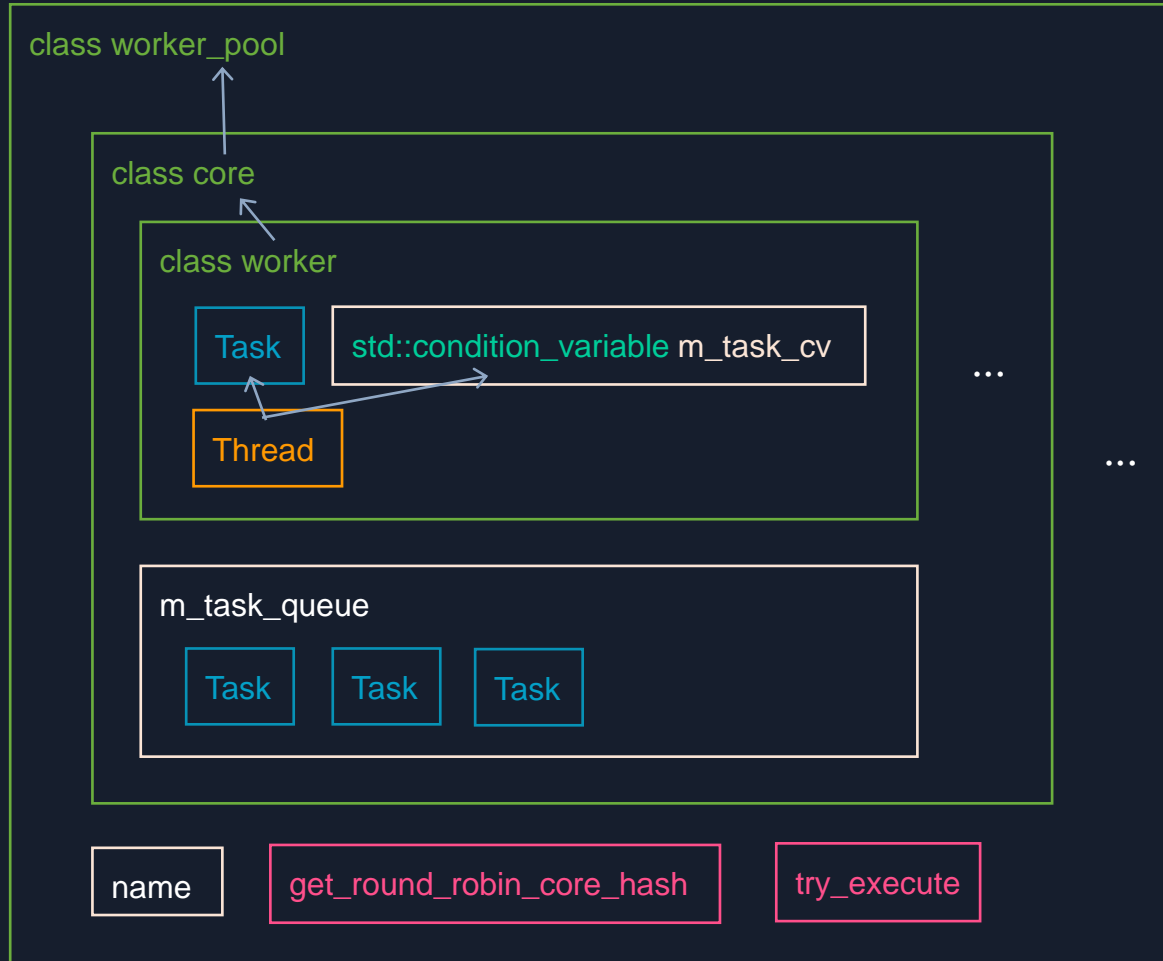 class worker_pool
class core
class worker
Task
std::condition_variable m_task_cv
...
Thread
...
m_task_queue
Task
Task
Task
name
get_round_robin_core_hash
try_execute